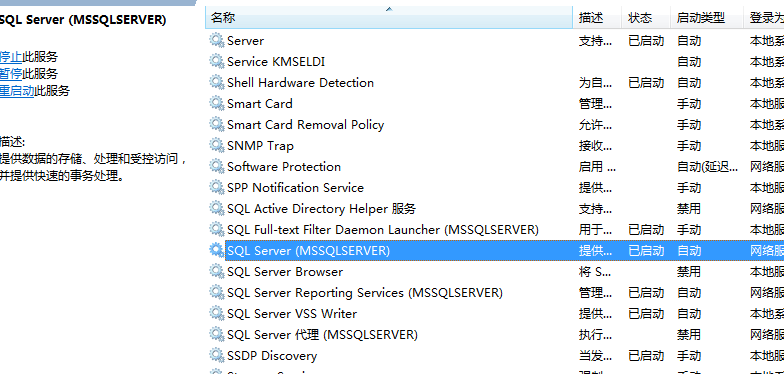 SQL Server (MSSQLSERVER)
停止此服务
暂停此服务
重启动此服务
描述:
提供数据的存储、处理和受控访问，
并提供快速的事务处理。
名称 描述 状态 启动类型 登录为
Server 支持... 已启动 自动 本地系
Service KMSELDI 自动 本地系
Shell Hardware Detection 为自... 已启动 自动 本地系
Smart Card 管理... 手动 本地服
Smart Card Removal Policy 允许... 手动 本地系
SNMP Trap 接收... 手动 本地服
Software Protection 启用 ... 自动(延迟... 网络服
SPP Notification Service 提供... 手动 本地服
SQL Active Directory Helper 服务 支持... 禁用 网络服
SQL Full-text Filter Daemon Launcher (MSSQLSERVER) 用于... 已启动 手动 本地服
SQL Server (MSSQLSERVER) 提供... 已启动 自动 网络服
SQL Server Browser 将 S... 禁用 本地服
SQL Server Reporting Services (MSSQLSERVER) 管理... 已启动 自动 网络服
SQL Server VSS Writer 提供... 已启动 自动 本地系
SQL Server 代理 (MSSQLSERVER) 执行... 禁用 网络服
SSDP Discovery 当发... 已启动 手动 本地服